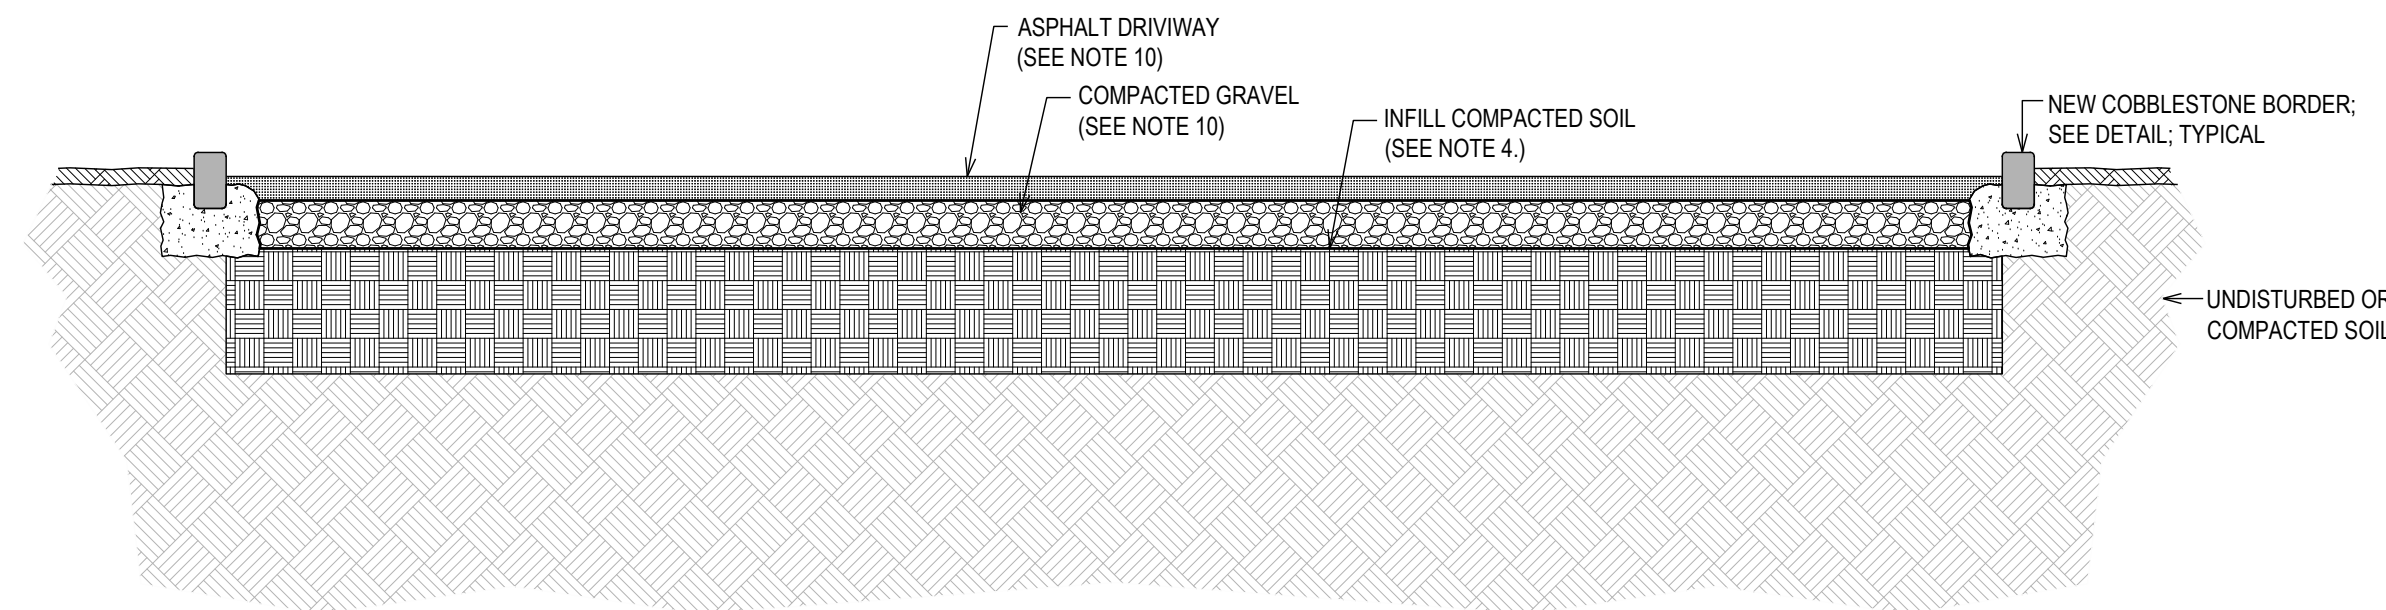 ASPHALT DRIVIWAY
(SEE NOTE 10)
COMPACTED GRAVEL
(SEE NOTE 10)
INFILL COMPACTED SOIL
(SEE NOTE 4.)
NEW COBBLESTONE BORDER;
SEE DETAIL; TYPICAL
UNDISTURBED OR
COMPACTED SOIL